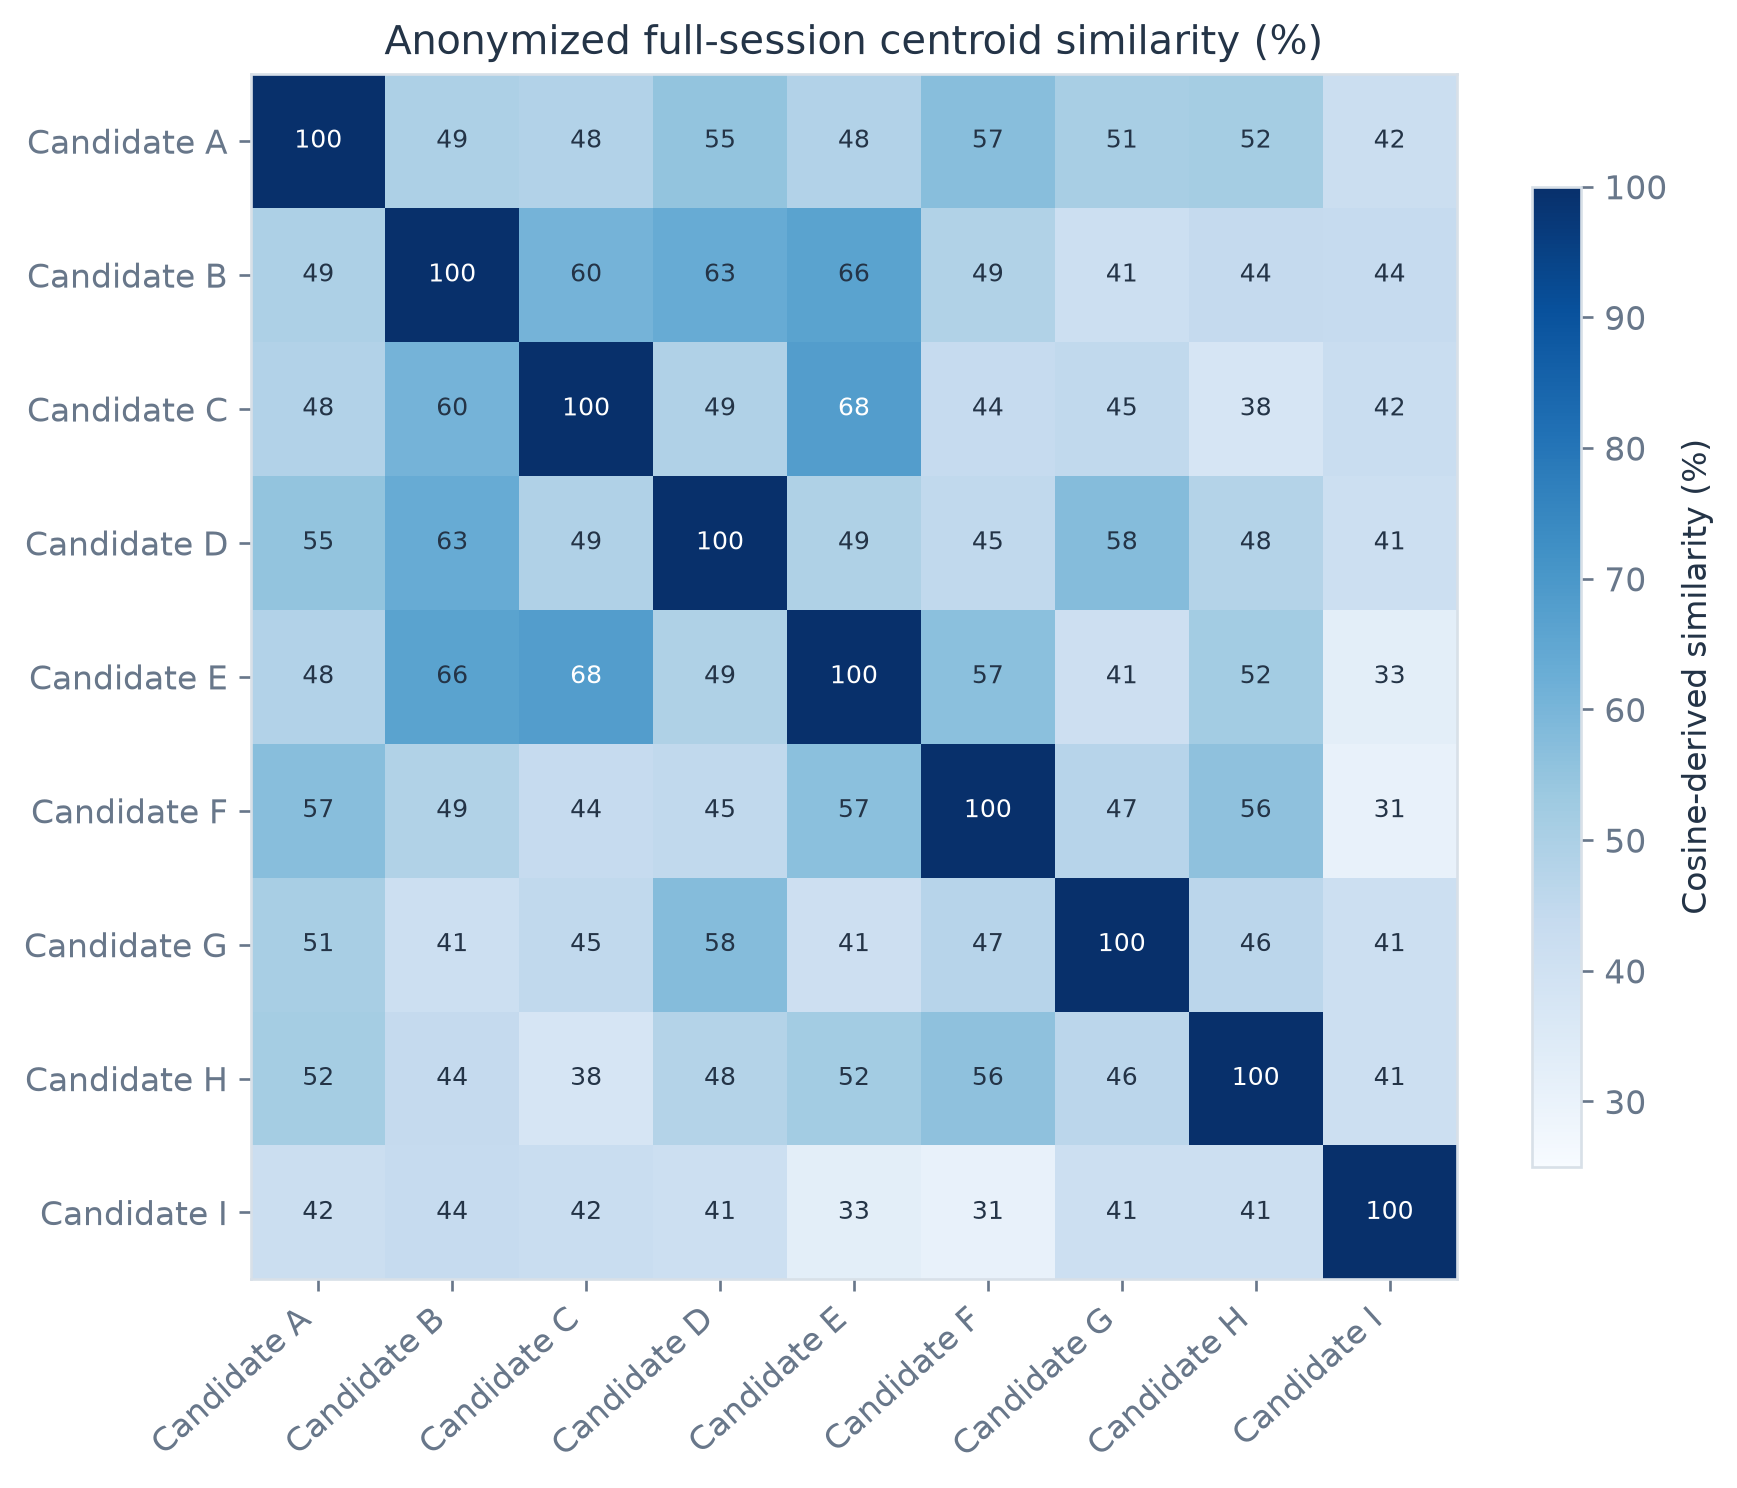 Anonymized full-session centroid similarity (%)
Candidate A 100 49 48 55 48 57 51 52 42
Candidate B 49 100 60 63 66 49 41 44 44
Candidate C 48 60 100 49 68 44 45 38 42
Candidate D 55 63 49 100 49 45 58 48 41
Candidate E 48 66 68 49 100 57 41 52 33
Candidate F 57 49 44 45 57 100 47 56 31
Candidate G 51 41 45 58 41 47 100 46 41
Candidate H 52 44 38 48 52 56 46 100 41
Candidate I 42 44 42 41 33 31 41 41 100
Candidate A Candidate B Candidate C Candidate D Candidate E Candidate F Candidate G Candidate H Candidate I
100
90
80
70
60
50
40
30
Cosine-derived similarity (%)